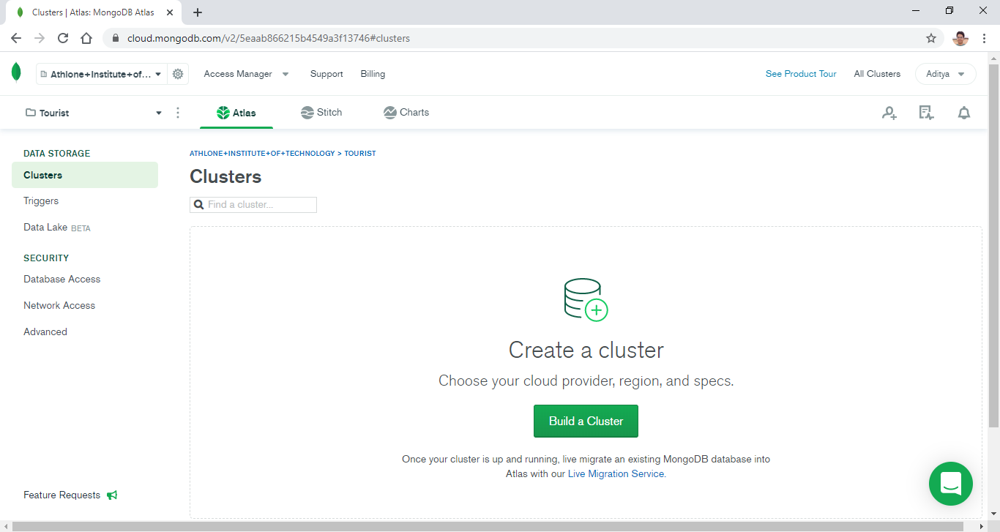 Clusters | Atlas: MongoDB Atlas
cloud.mongodb.com/v2/5eaab866215b4549a3f13746#clusters
Athlone+Institute+of...
Access Manager
Support
Billing
See Product Tour
All Clusters
Aditya
Tourist
Atlas
Stitch
Charts
DATA STORAGE
Clusters
Triggers
Data Lake BETA
SECURITY
Database Access
Network Access
Advanced
Feature Requests
ATHLONE+INSTITUTE+OF+TECHNOLOGY > TOURIST
Clusters
Find a cluster...
Create a cluster
Choose your cloud provider, region, and specs.
Build a Cluster
Once your cluster is up and running, live migrate an existing MongoDB database into
Atlas with our Live Migration Service.